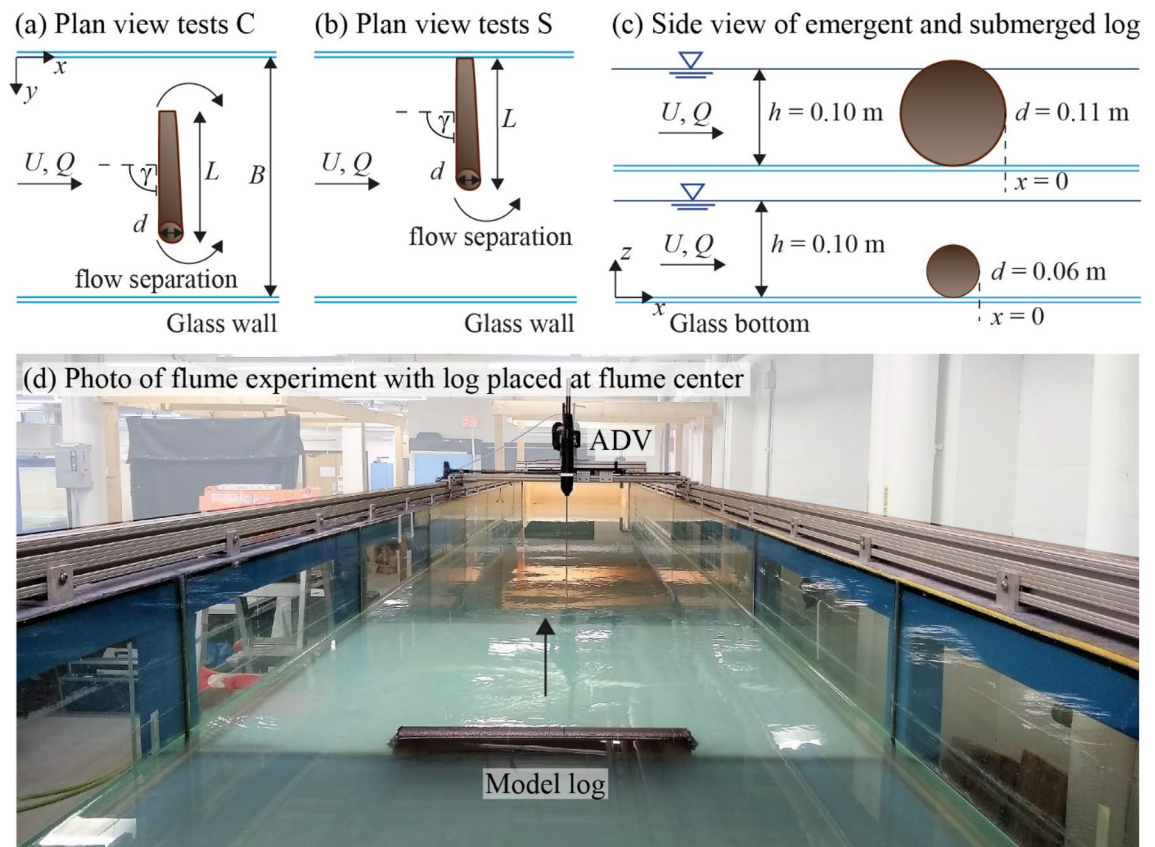 (a) Plan view tests C
x
y
U, Q
γ
L
B
d
flow separation
Glass wall
(b) Plan view tests S
U, Q
γ
L
d
flow separation
Glass wall
(c) Side view of emergent and submerged log
U, Q
h = 0.10 m
d = 0.11 m
x = 0
U, Q
h = 0.10 m
z
x
d = 0.06 m
x = 0
Glass bottom
(d) Photo of flume experiment with log placed at flume center
ADV
Model log